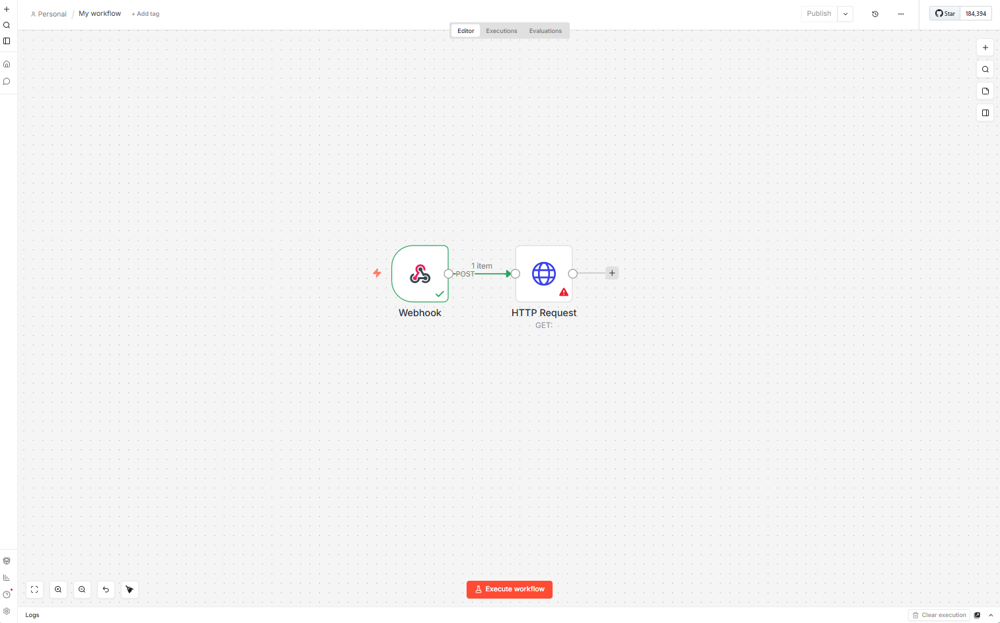 Personal / My workflow + Add tag
Publish
Star 184,394
Editor Executions Evaluations
1 item
POST
Webhook
HTTP Request
GET:
Execute workflow
Logs
Clear execution